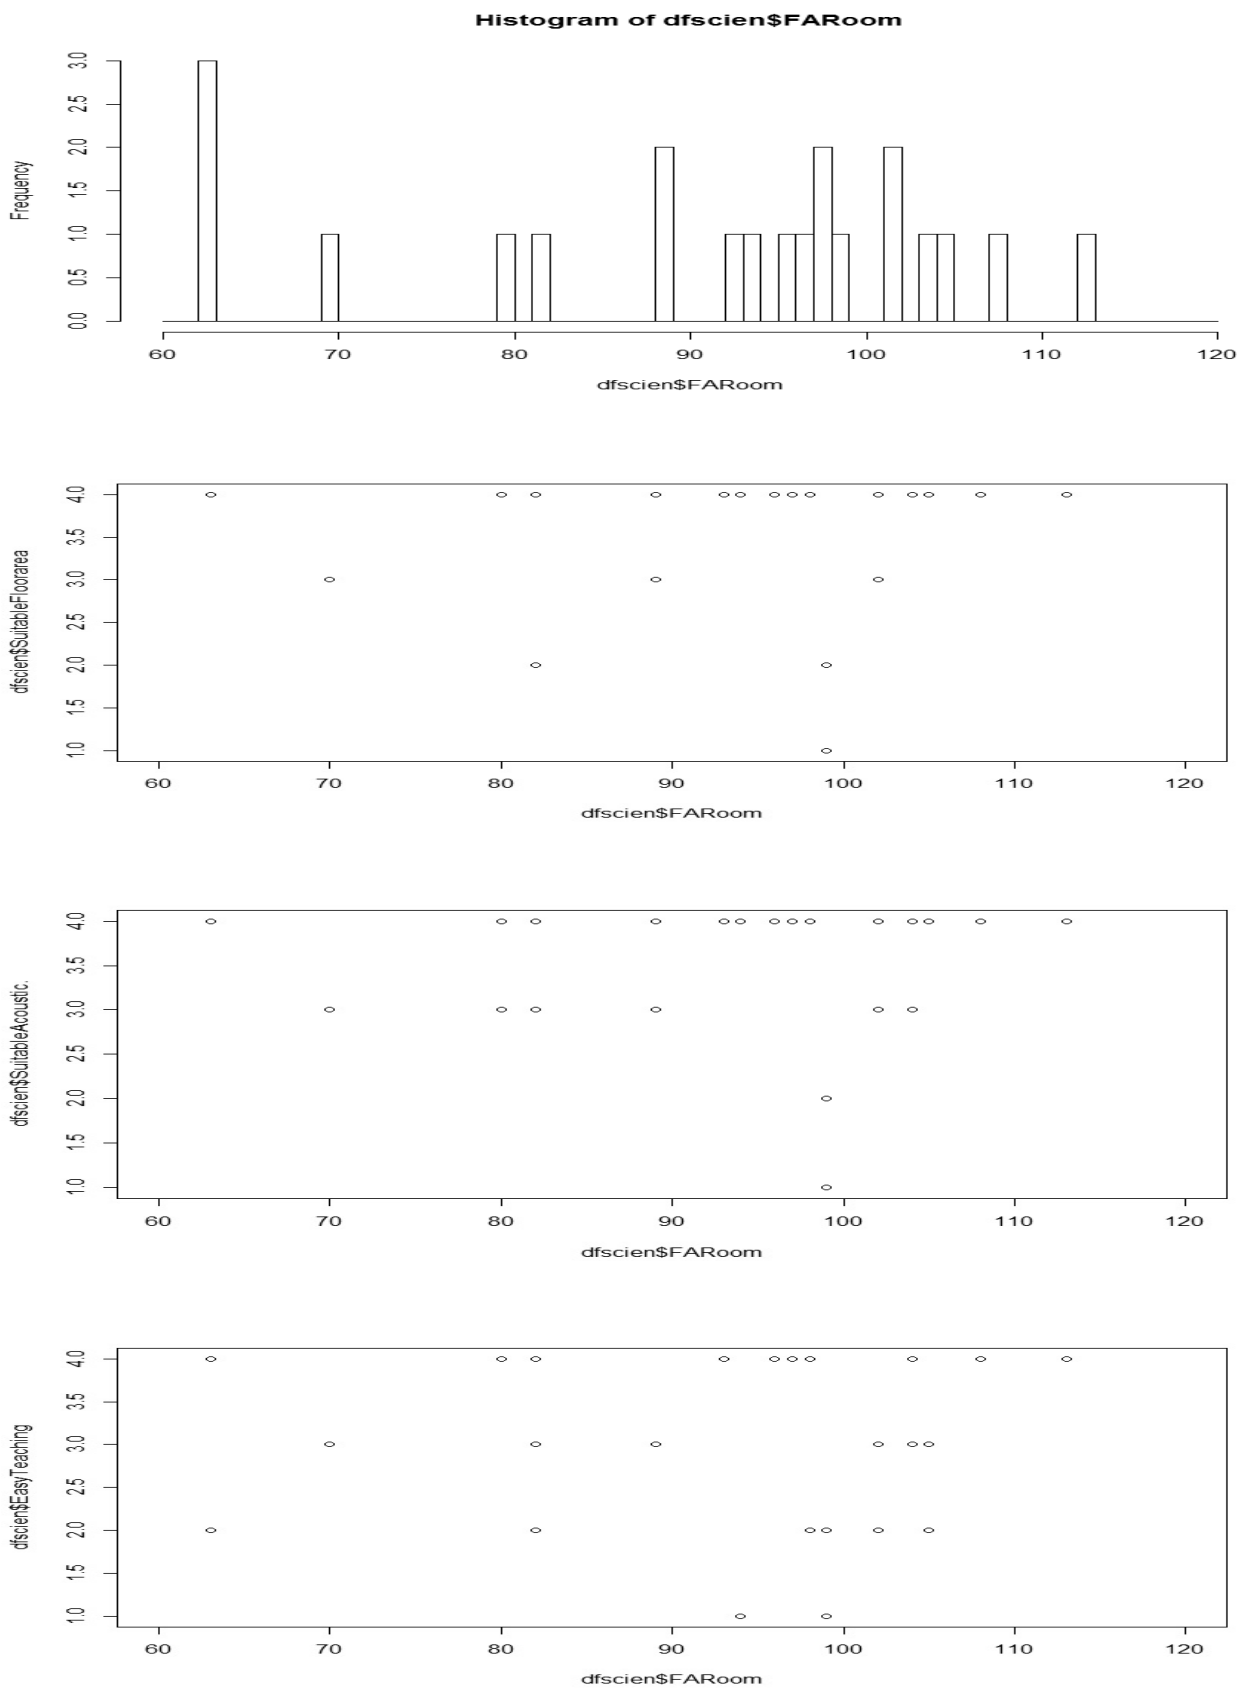 Histogram of dfscien$FARoom
Frequency
3.0
2.5
2.0
1.5
1.0
0.5
0.0
60 70 80 90 100 110 120
dfscien$FARoom
dfscien$SuitableFloorarea
4.0
3.5
3.0
2.5
2.0
1.5
1.0
60 70 80 90 100 110 120
dfscien$FARoom
dfscien$SuitableAcoustic.
4.0
3.5
3.0
2.5
2.0
1.5
1.0
60 70 80 90 100 110 120
dfscien$FARoom
dfscien$EasyTeaching
4.0
3.5
3.0
2.5
2.0
1.5
1.0
60 70 80 90 100 110 120
dfscien$FARoom